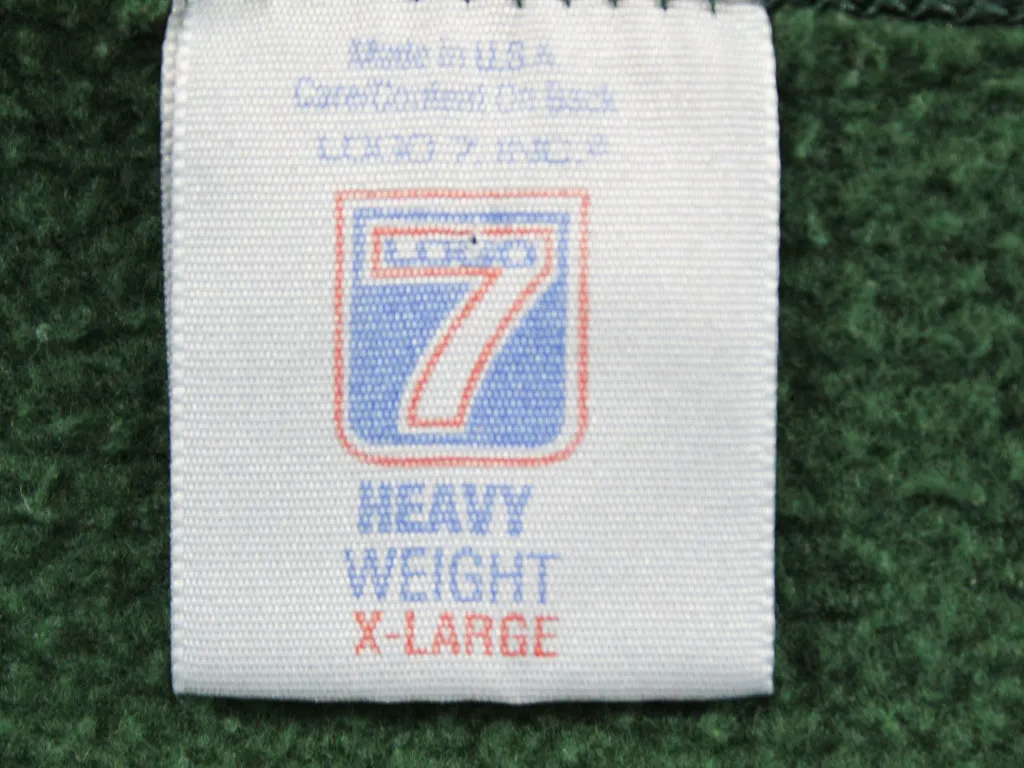 Made in U.S.A
Care/Content On Back
LOGO 7, INC.®
LOGO
7
HEAVY
WEIGHT
X-LARGE